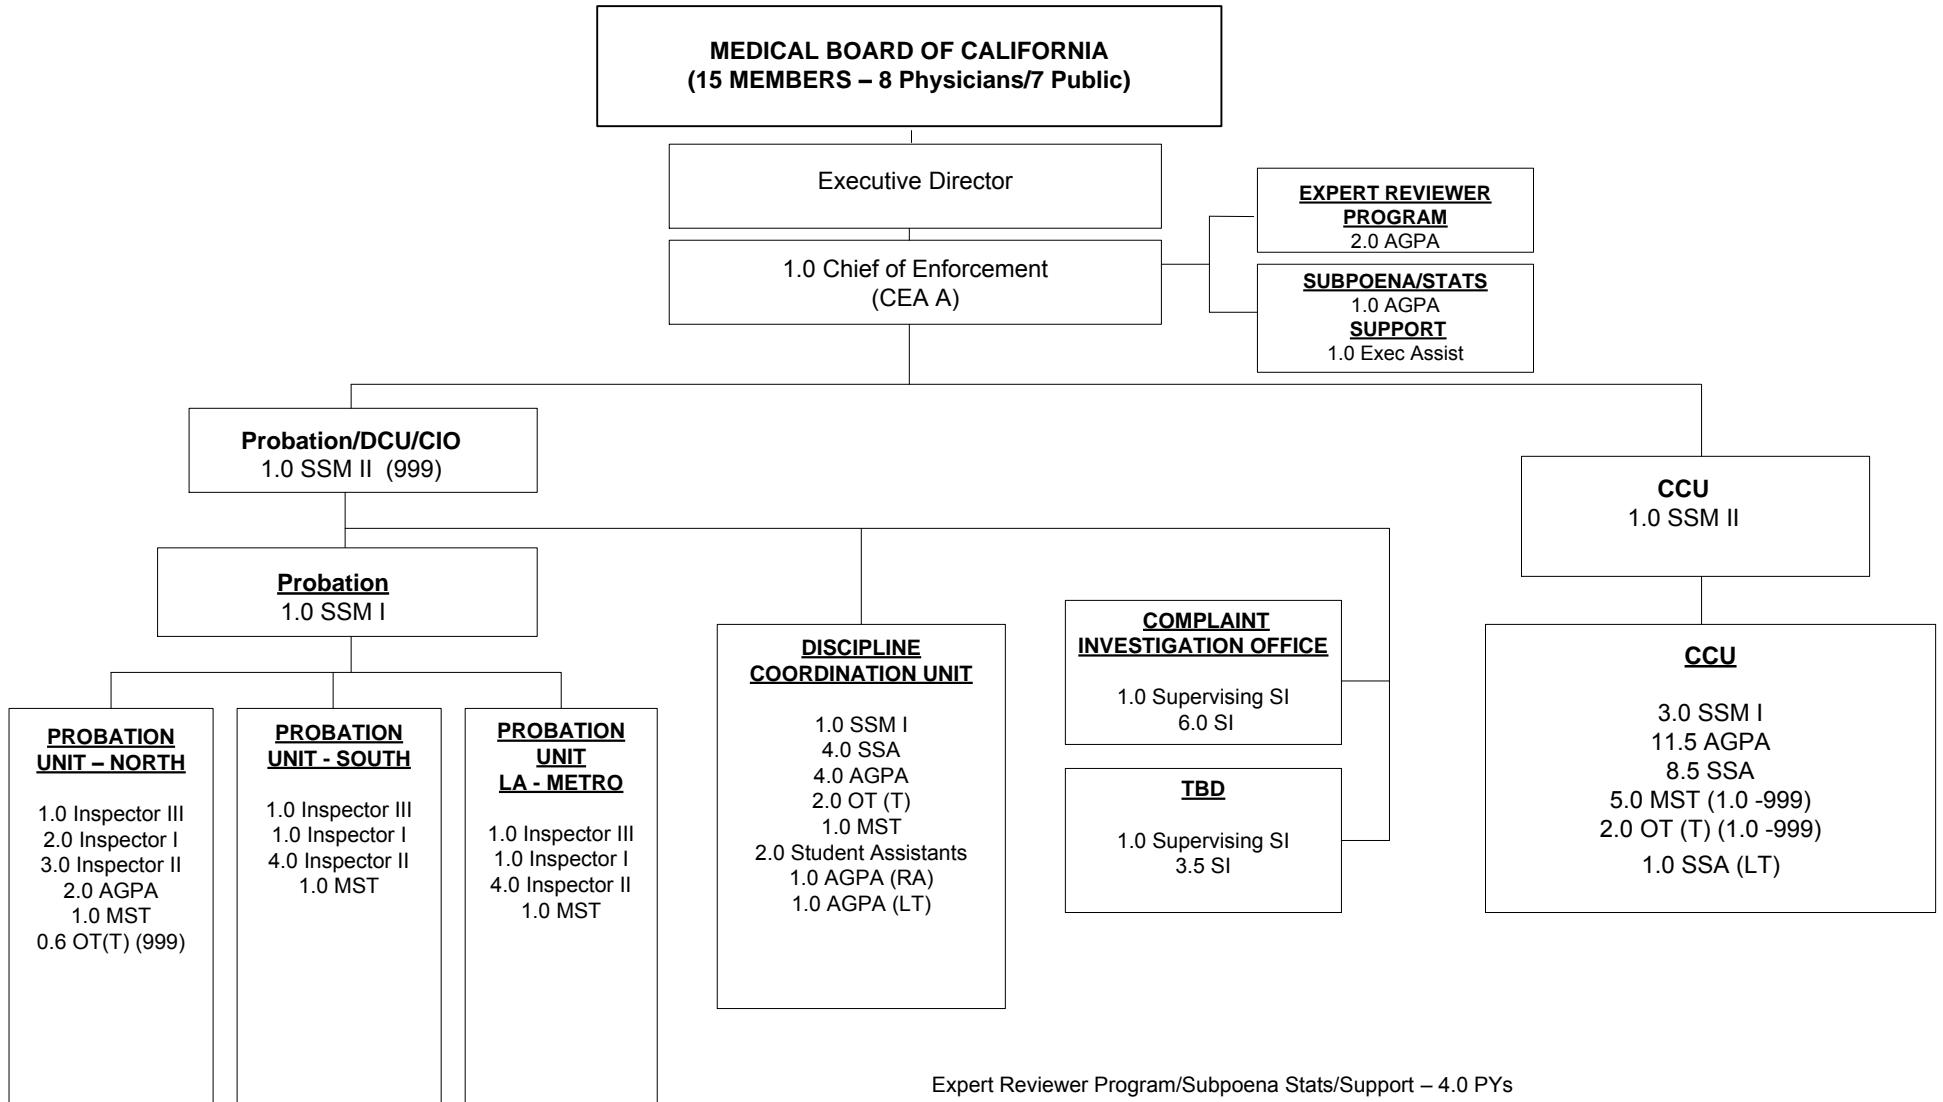 MEDICAL BOARD OF CALIFORNIA
(15 MEMBERS – 8 Physicians/7 Public)
Executive Director
1.0 Chief of Enforcement
(CEA A)
EXPERT REVIEWER
PROGRAM
2.0 AGPA
SUBPOENA/STATS
1.0 AGPA
SUPPORT
1.0 Exec Assist
Probation/DCU/CIO
1.0 SSM II (999)
CCU
1.0 SSM II
Probation
1.0 SSM I
PROBATION
UNIT – NORTH
1.0 Inspector III
2.0 Inspector I
3.0 Inspector II
2.0 AGPA
1.0 MST
0.6 OT(T) (999)
PROBATION
UNIT - SOUTH
1.0 Inspector III
1.0 Inspector I
4.0 Inspector II
1.0 MST
PROBATION
UNIT
LA - METRO
1.0 Inspector III
1.0 Inspector I
4.0 Inspector II
1.0 MST
DISCIPLINE
COORDINATION UNIT
1.0 SSM I
4.0 SSA
4.0 AGPA
2.0 OT (T)
1.0 MST
2.0 Student Assistants
1.0 AGPA (RA)
1.0 AGPA (LT)
COMPLAINT
INVESTIGATION OFFICE
1.0 Supervising SI
6.0 SI
TBD
1.0 Supervising SI
3.5 SI
CCU
3.0 SSM I
11.5 AGPA
8.5 SSA
5.0 MST (1.0 -999)
2.0 OT (T) (1.0 -999)
1.0 SSA (LT)
Expert Reviewer Program/Subpoena Stats/Support – 4.0 PYs